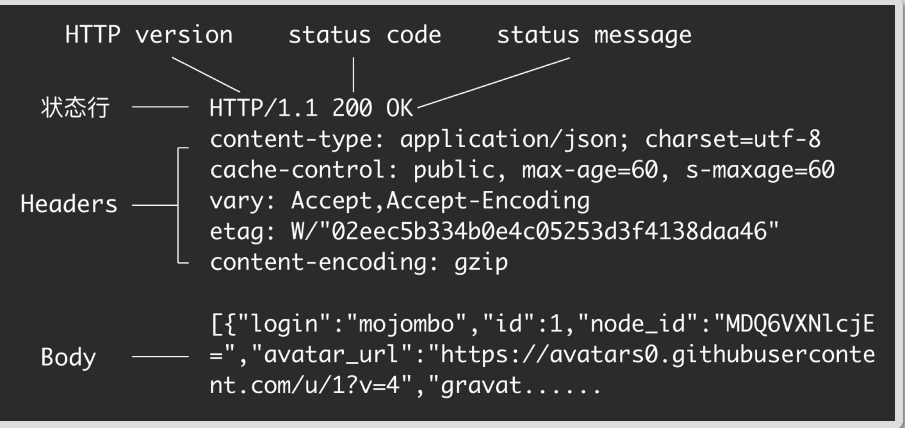 HTTP version status code status message
状态行 HTTP/1.1 200 OK
content-type: application/json; charset=utf-8
cache-control: public, max-age=60, s-maxage=60
Headers vary: Accept,Accept-Encoding
etag: W/"02eec5b334b0e4c05253d3f4138daa46"
content-encoding: gzip
[{"login":"mojombo","id":1,"node_id":"MDQ6VXNlcjE
Body =","avatar_url":"https://avatars0.githubuserconte
nt.com/u/1?v=4","gravat......